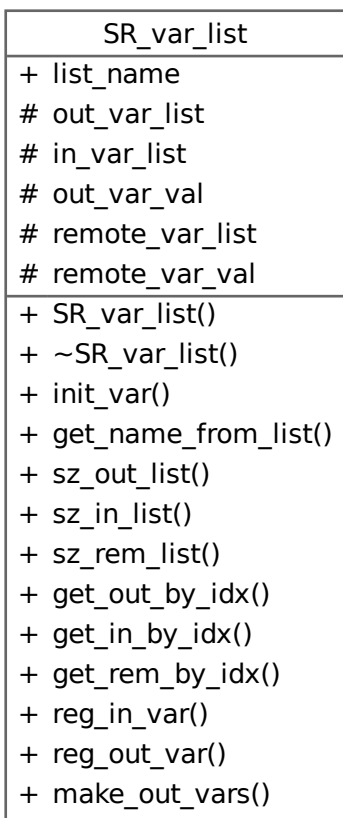 SR_var_list
+ list_name
# out_var_list
# in_var_list
# out_var_val
# remote_var_list
# remote_var_val
+ SR_var_list()
+ ~SR_var_list()
+ init_var()
+ get_name_from_list()
+ sz_out_list()
+ sz_in_list()
+ sz_rem_list()
+ get_out_by_idx()
+ get_in_by_idx()
+ get_rem_by_idx()
+ reg_in_var()
+ reg_out_var()
+ make_out_vars()